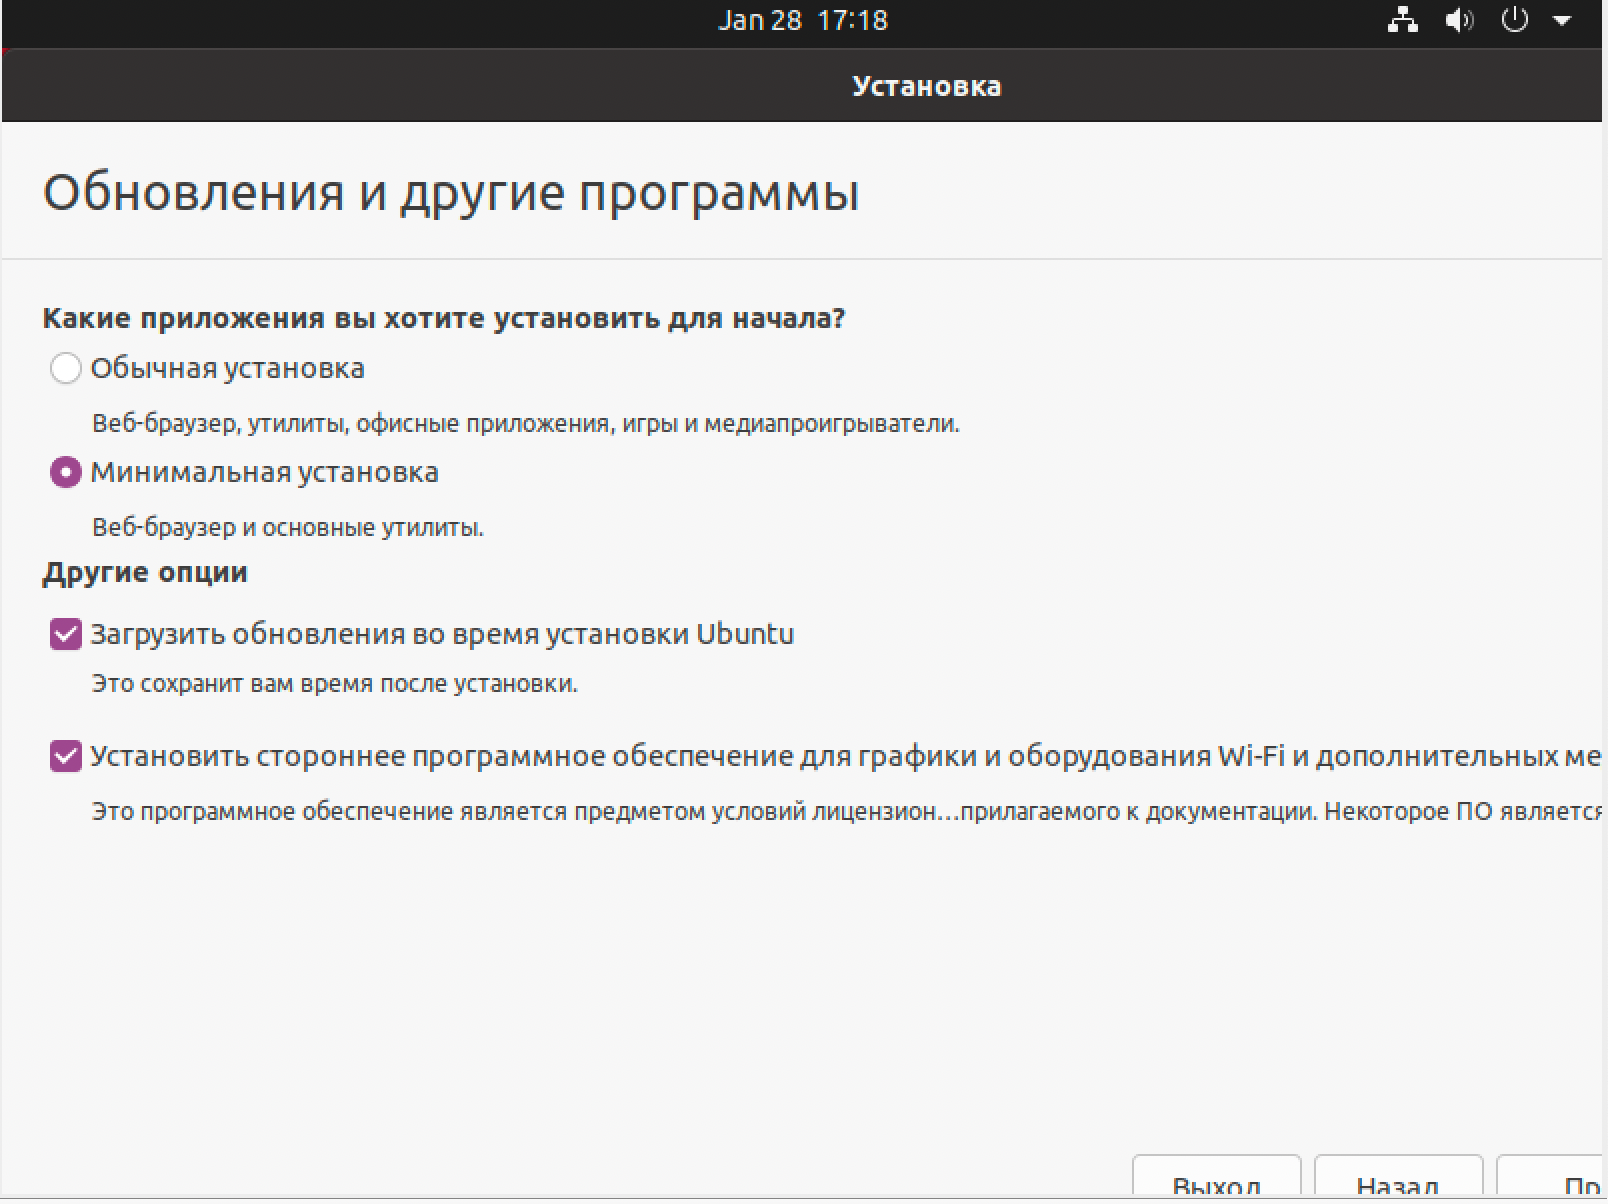 Jan 28 17:18
Установка
Обновления и другие программы
Какие приложения вы хотите установить для начала?
Обычная установка
Веб-браузер, утилиты, офисные приложения, игры и медиапроигрыватели.
Минимальная установка
Веб-браузер и основные утилиты.
Другие опции
Загрузить обновления во время установки Ubuntu
Это сохранит вам время после установки.
Установить стороннее программное обеспечение для графики и оборудования Wi-Fi и дополнительных ме
Это программное обеспечение является предметом условий лицензион…прилагаемого к документации. Некоторое ПО является
Выход Назад Пр